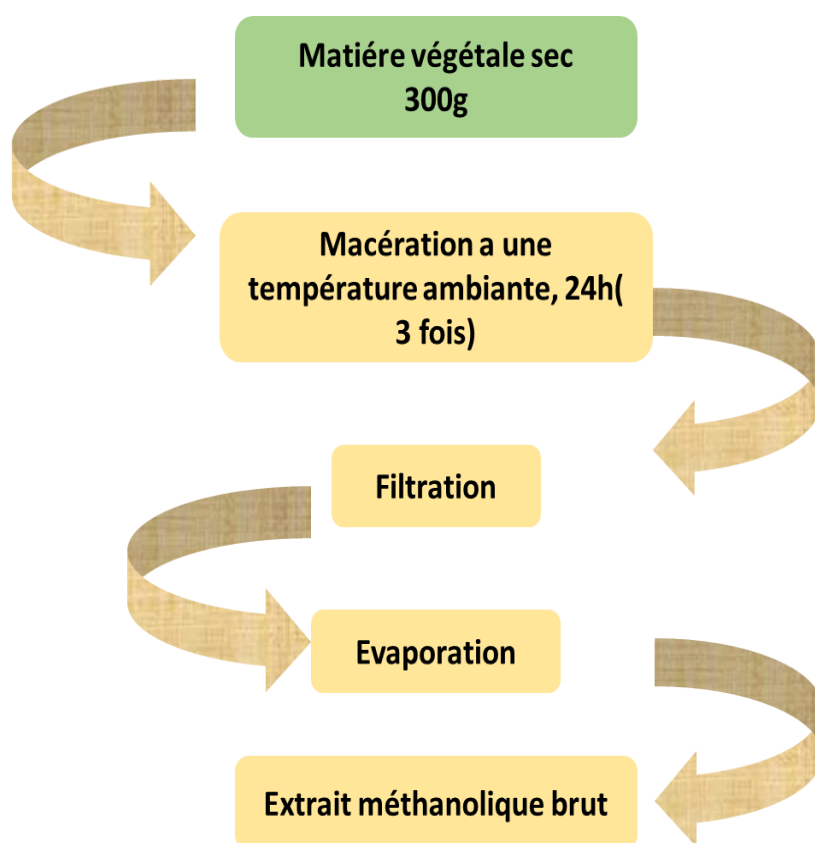 Matiére végétale sec
300g
Macération a une
température ambiante, 24h(
3 fois)
Filtration
Evaporation
Extrait méthanolique brut